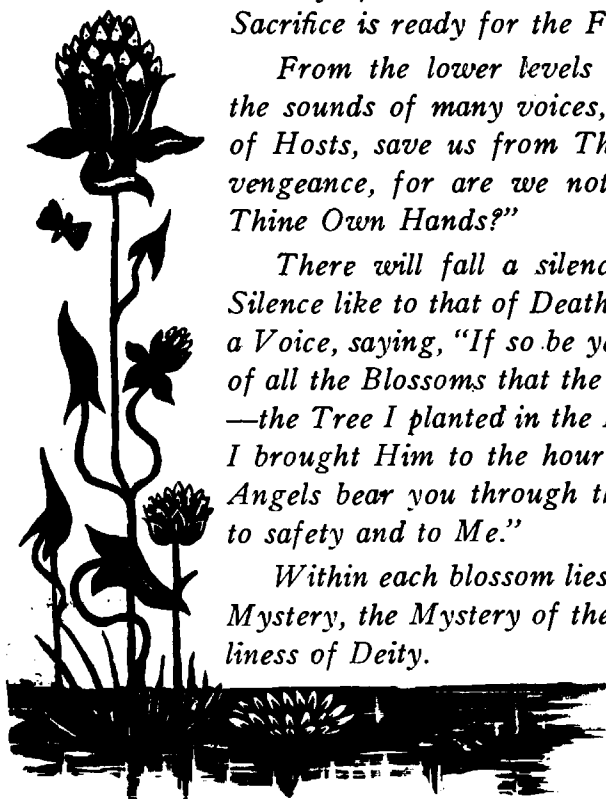 Sacrifice is ready for the F
From the lower levels
the sounds of many voices,
of Hosts, save us from Th
vengeance, for are we not
Thine Own Hands?"
There will fall a silenc
Silence like to that of Death
a Voice, saying, "If so be yo
of all the Blossoms that the
—the Tree I planted in the
I brought Him to the hour
Angels bear you through th
to safety and to Me."
Within each blossom lies
Mystery, the Mystery of the
liness of Deity.